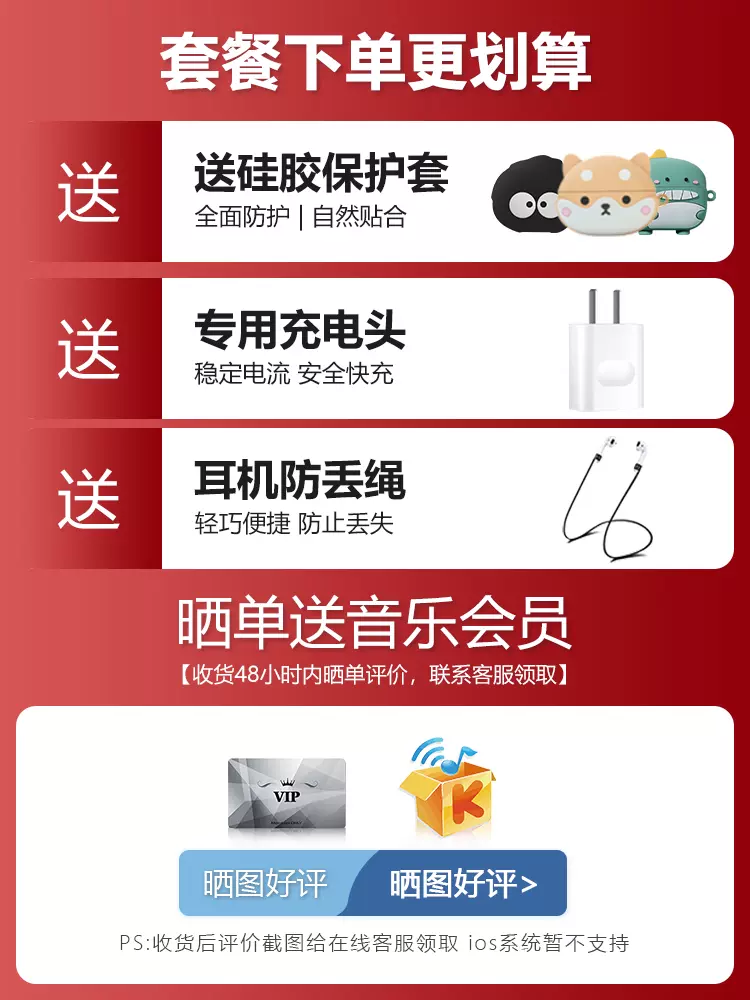 套餐下单更划算
送
送硅胶保护套
全面防护 | 自然贴合
送
专用充电头
稳定电流 安全快充
送
耳机防丢绳
轻巧便捷 防止丢失
晒单送音乐会员
【收货48小时内晒单评价，联系客服领取】
VIP
K
晒图好评 晒图好评>
PS:收货后评价截图给在线客服领取 ios系统暂不支持